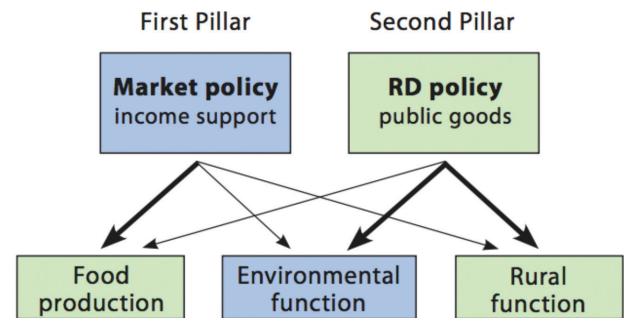 First Pillar
Second Pillar
Market policy
income support
RD policy
public goods
Food
production
Environmental
function
Rural
function